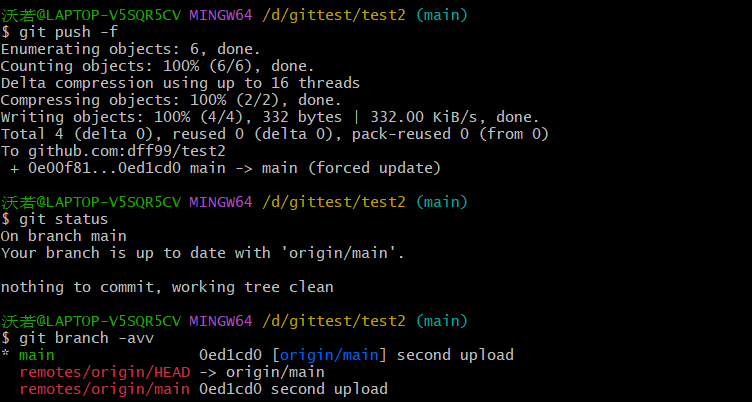 沃若@LAPTOP-V5SQR5CV MINGW64 /d/gittest/test2 (main)
$ git push -f
Enumerating objects: 6, done.
Counting objects: 100% (6/6), done.
Delta compression using up to 16 threads
Compressing objects: 100% (2/2), done.
Writing objects: 100% (4/4), 332 bytes | 332.00 KiB/s, done.
Total 4 (delta 0), reused 0 (delta 0), pack-reused 0 (from 0)
To github.com:dff99/test2
 + 0e00f81...0ed1cd0 main -> main (forced update)

沃若@LAPTOP-V5SQR5CV MINGW64 /d/gittest/test2 (main)
$ git status
On branch main
Your branch is up to date with 'origin/main'.

nothing to commit, working tree clean

沃若@LAPTOP-V5SQR5CV MINGW64 /d/gittest/test2 (main)
$ git branch -avv
* main                0ed1cd0 [origin/main] second upload
  remotes/origin/HEAD -> origin/main
  remotes/origin/main 0ed1cd0 second upload